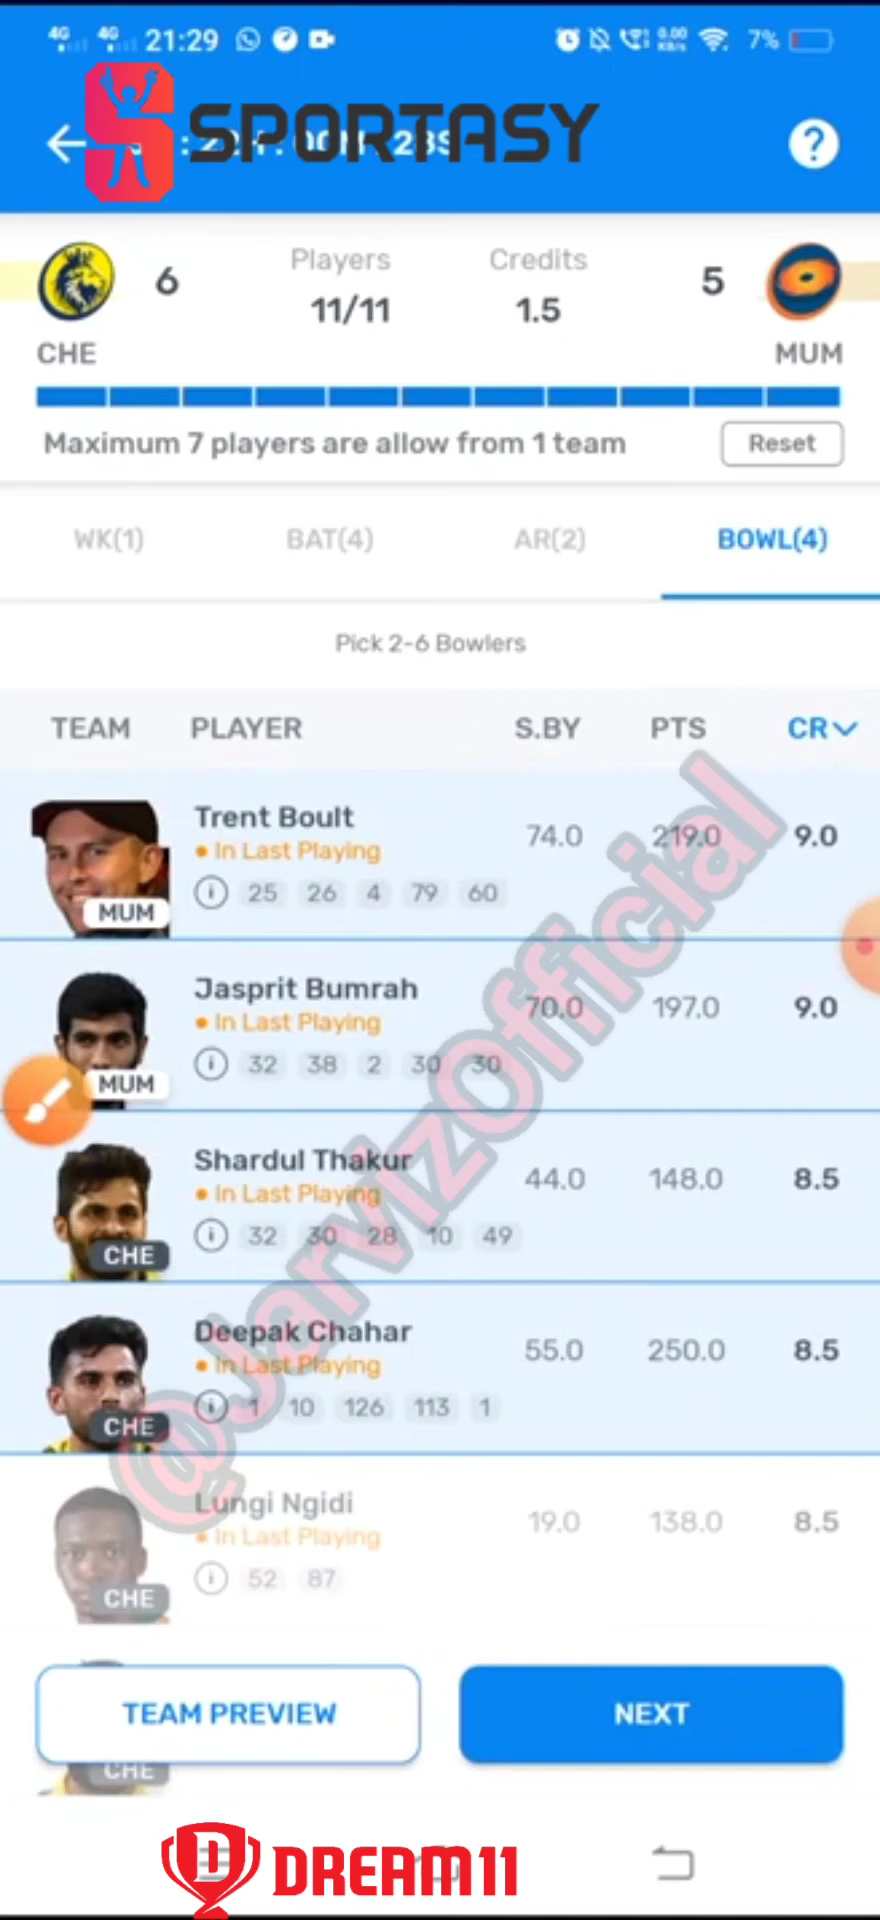 4G 4G 21:29 0.00 KB/s 7%
SPORTASY
?
6 Players Credits 5
11/11 1.5
CHE MUM
Maximum 7 players are allow from 1 team Reset
WK(1) BAT(4) AR(2) BOWL(4)
Pick 2-6 Bowlers
TEAM PLAYER S.BY PTS CR
Trent Boult 74.0 219.0 9.0
In Last Playing
MUM i 25 26 4 79 60
Jasprit Bumrah 70.0 197.0 9.0
In Last Playing
MUM i 32 38 2 30 30
Shardul Thakur 44.0 148.0 8.5
In Last Playing
CHE i 32 30 28 10 49
Deepak Chahar 55.0 250.0 8.5
In Last Playing
CHE i 1 10 126 113 1
Lungi Ngidi 19.0 138.0 8.5
In Last Playing
CHE i 52 87
@JarvizOfficial
TEAM PREVIEW NEXT
CHE
D DREAM11